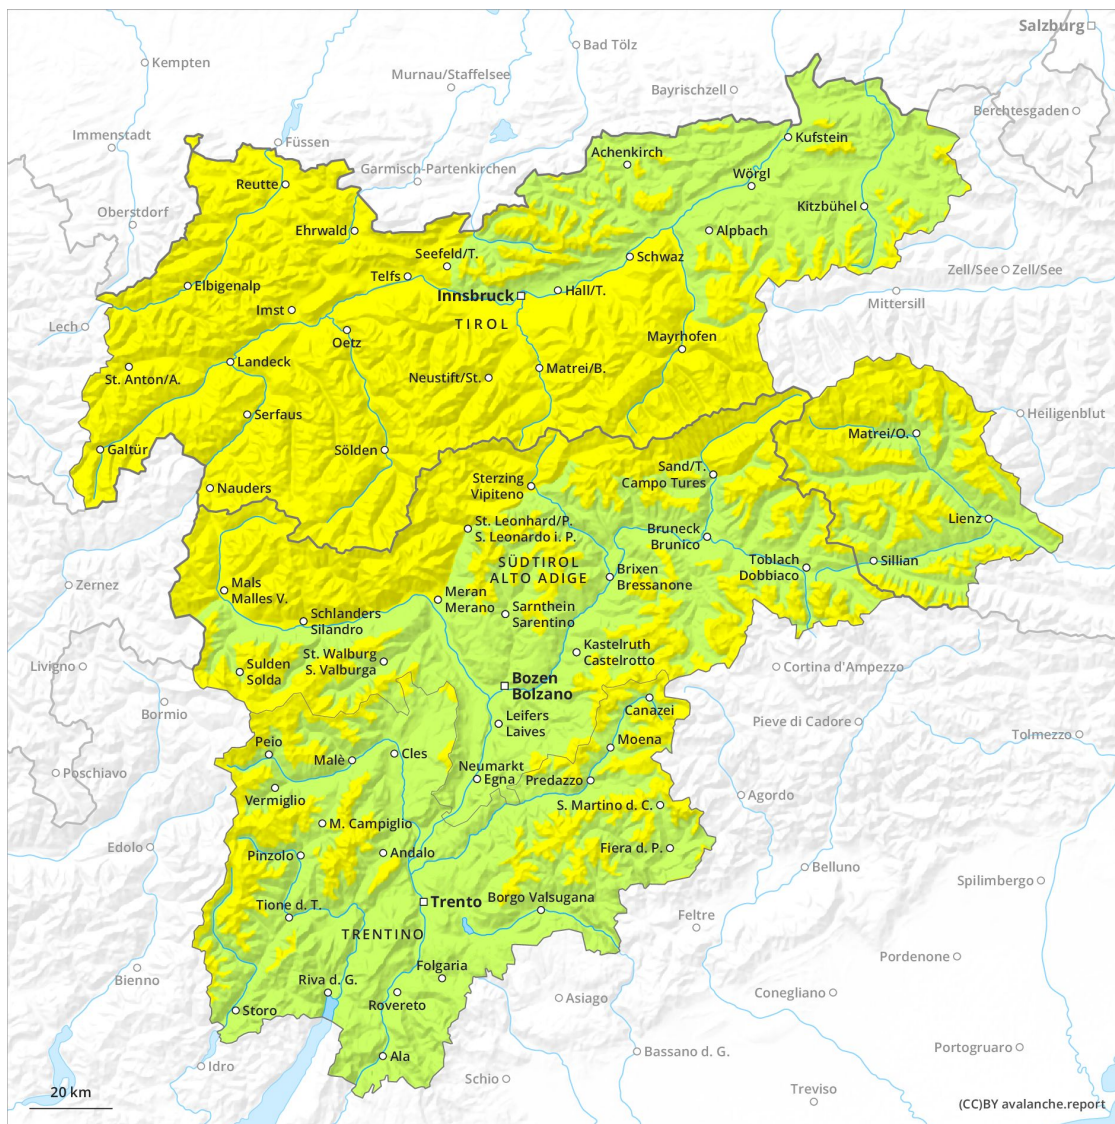 Salzburg
Bad Tölz
Kempten
Murnau/Staffelsee
Bayrischzell
Berchtesgaden
Immenstadt
Füssen
Kufstein
Achenkirch
Garmisch-Partenkirchen
Wörgl
Reutte
Kitzbühel
Oberstdorf
Ehrwald
Alpbach
Seefeld/T.
Schwaz
Zell/See
Zell/See
Telfs
Elbigenalp
Innsbruck
Hall/T.
Mittersill
Imst
TIROL
Lech
Oetz
Mayrhofen
Landeck
Matrei/B.
St. Anton/A.
Neustift/St.
Serfaus
Heiligenblut
Matrei/O.
Galtür
Sölden
Sand/T.
Campo Tures
Sterzing
Vipiteno
Nauders
Lienz
St. Leonhard/P.
S. Leonardo i. P.
Bruneck
Brunico
SÜDTIROL
ALTO ADIGE
Toblach
Dobbiaco
Sillian
Brixen
Bressanone
Zernez
Mals
Malles V.
Meran
Merano
Sarnthein
Sarentino
Schlanders
Silandro
Kastelruth
Castelrotto
St. Walburg
S. Valburga
Livigno
Sulden
Solda
Cortina d'Ampezzo
Bozen
Bolzano
Canazei
Bormio
Leifers
Laives
Pieve di Cadore
Tolmezzo
Peio
Moena
Cles
Malè
Poschiavo
Neumarkt
Egna
Predazzo
Vermiglio
Agordo
S. Martino d. C.
M. Campiglio
Edolo
Pinzolo
Andalo
Fiera d. P.
Belluno
Spilimbergo
Borgo Valsugana
Trento
Tione d. T.
Feltre
TRENTINO
Pordenone
Folgaria
Bienno
Riva d. G.
Conegliano
Rovereto
Asiago
Storo
Portogruaro
Bassano d. G.
Ala
Idro
Schio
Treviso
20 km
(CC)BY avalanche.report